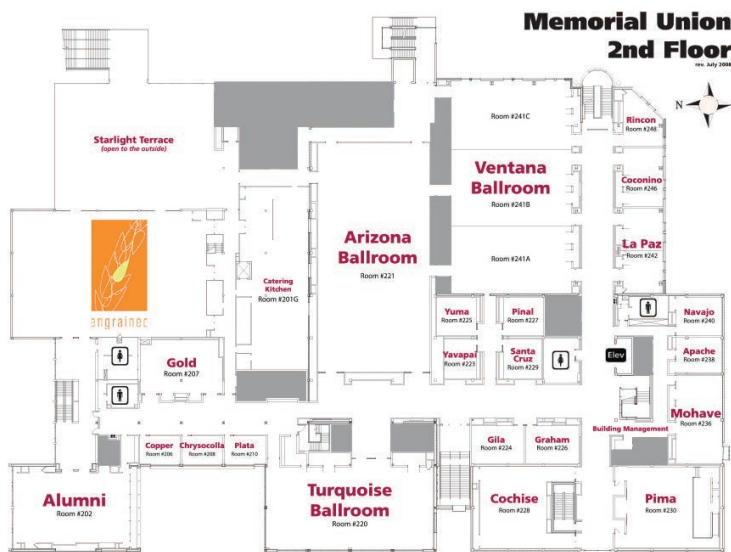 Memorial Union
2nd Floor
rev. July 2008
N
Starlight Terrace
(open to the outside)
Room #241C
Rincon
Room #248
Ventana
Ballroom
Room #241B
Coconino
Room #246
Arizona
Ballroom
Room #221
Room #241A
La Paz
Room #242
engrained
Catering
Kitchen
Room #201G
Yuma
Room #225
Pinal
Room #227
Navajo
Room #240
Yavapai
Room #223
Santa
Cruz
Room #229
Elev
Apache
Room #238
Gold
Room #207
Mohave
Room #236
Building Management
Copper
Room #206
Chrysocolla
Room #208
Plata
Room #210
Gila
Room #224
Graham
Room #226
Alumni
Room #202
Turquoise
Ballroom
Room #220
Cochise
Room #228
Pima
Room #230